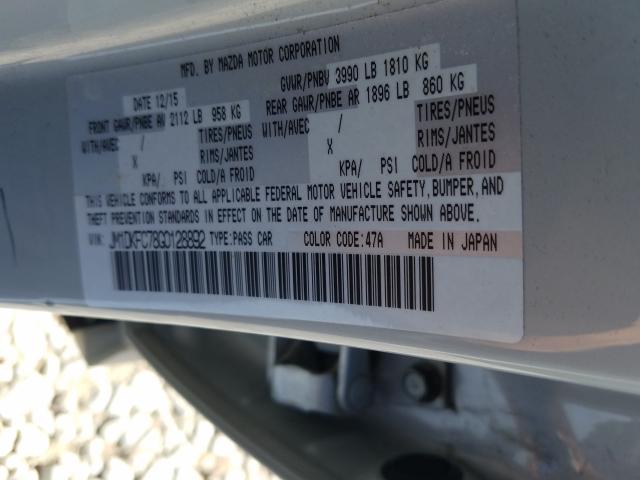 MFD. BY MAZDA MOTOR CORPORATION
DATE 12/15 GVWR/PNBV 3990 LB 1810 KG
FRONT GAWR/PNBE AV 2112 LB 958 KG REAR GAWR/PNBE AR 1896 LB 860 KG
WITH/AVEC / TIRES/PNEUS WITH/AVEC / TIRES/PNEUS
X RIMS/JANTES X RIMS/JANTES
KPA/ PSI COLD/A FROID KPA/ PSI COLD/A FROID
THIS VEHICLE CONFORMS TO ALL APPLICABLE FEDERAL MOTOR VEHICLE SAFETY, BUMPER, AND
THEFT PREVENTION STANDARDS IN EFFECT ON THE DATE OF MANUFACTURE SHOWN ABOVE.
VIN: JM1DKFC78G0128892 TYPE:PASS CAR COLOR CODE:47A MADE IN JAPAN